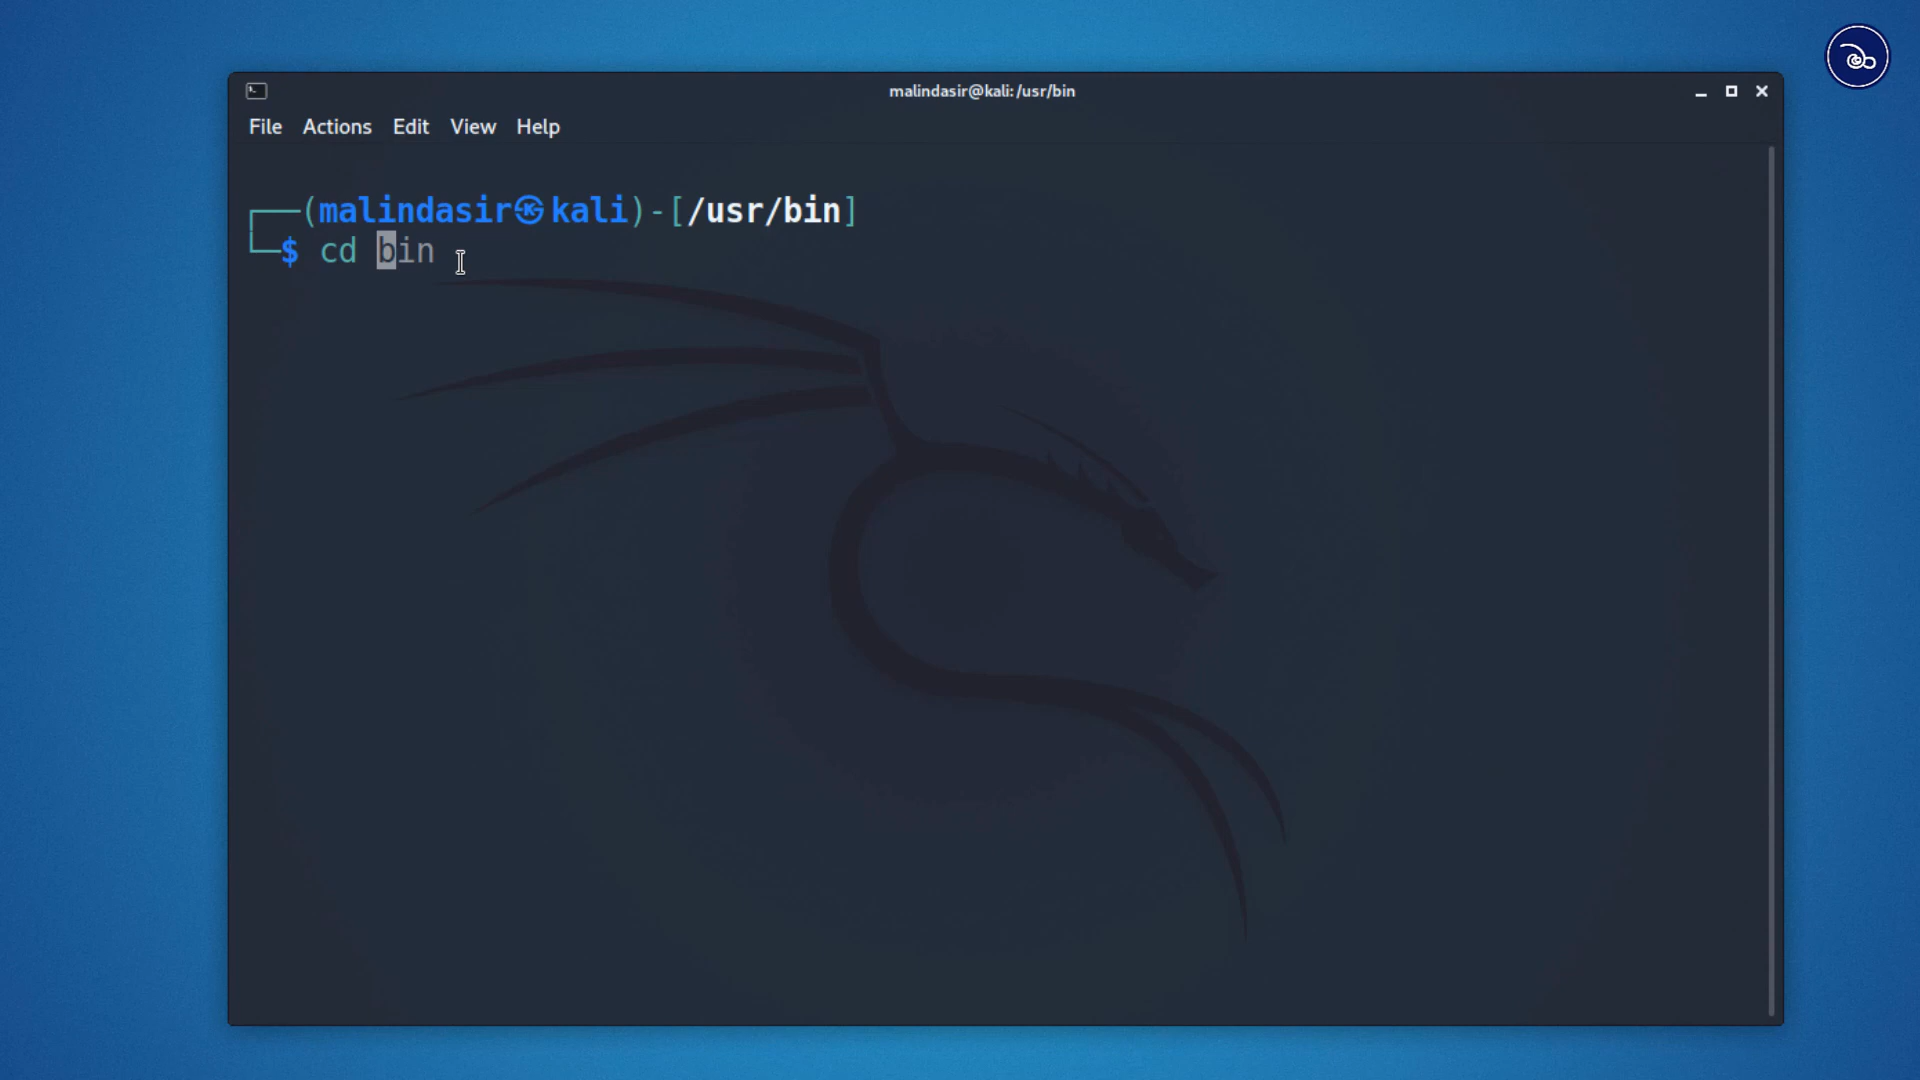 malindasir@kali: /usr/bin
File Actions Edit View Help
┌──(malindasir㉿kali)-[/usr/bin]
└─$ cd bin